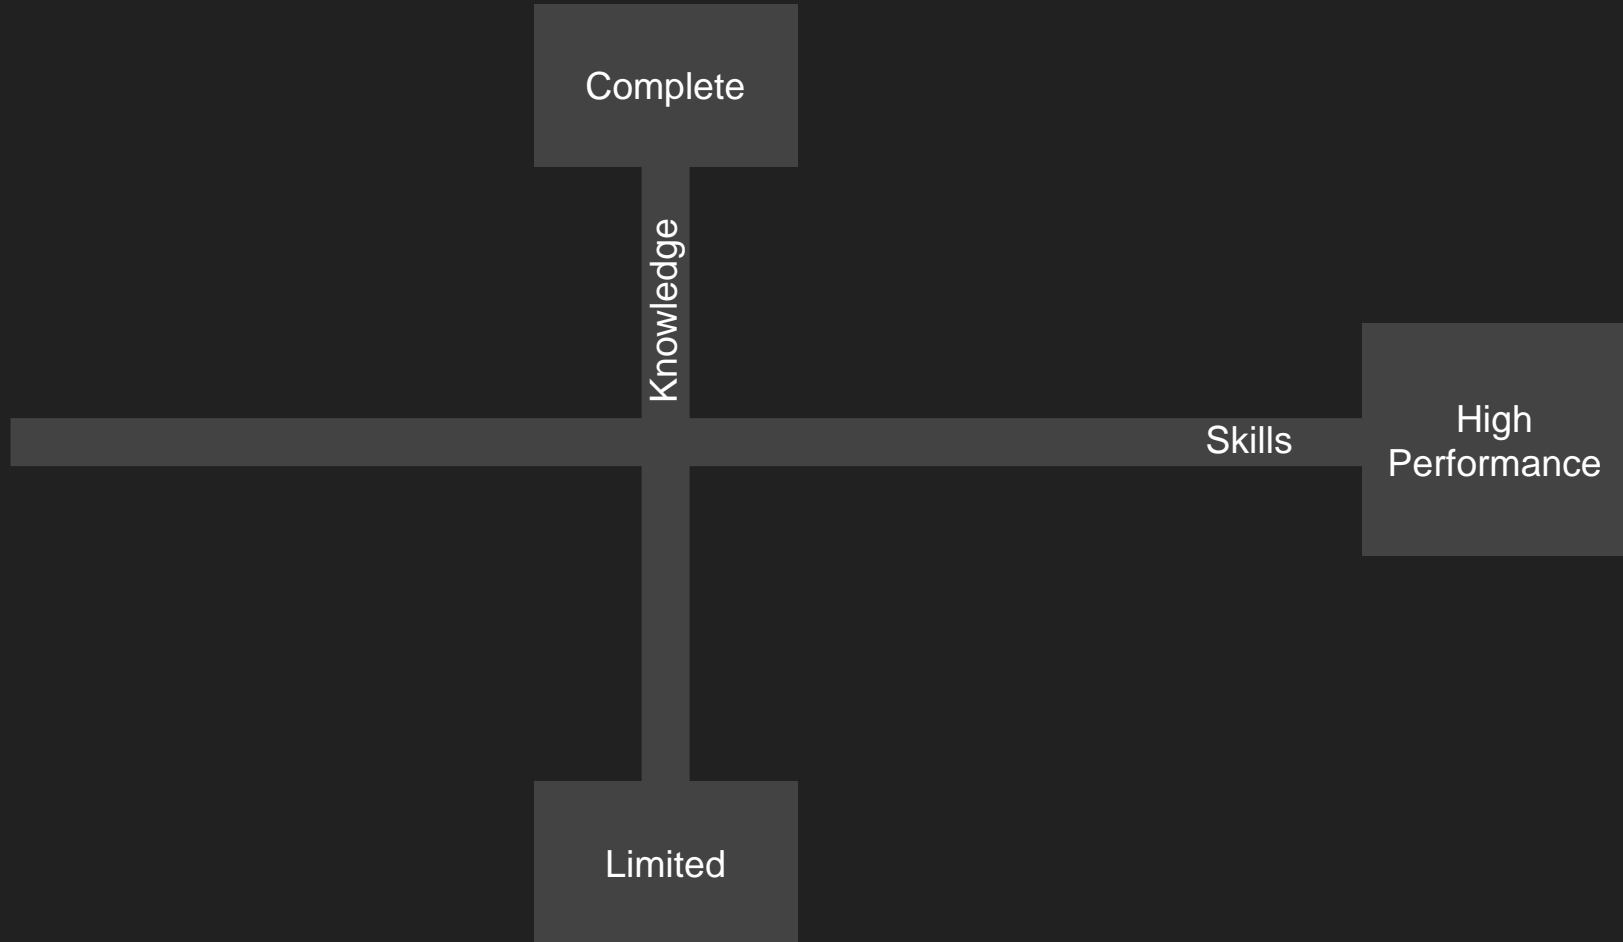 Complete
Knowledge
Skills
High
Performance
Limited